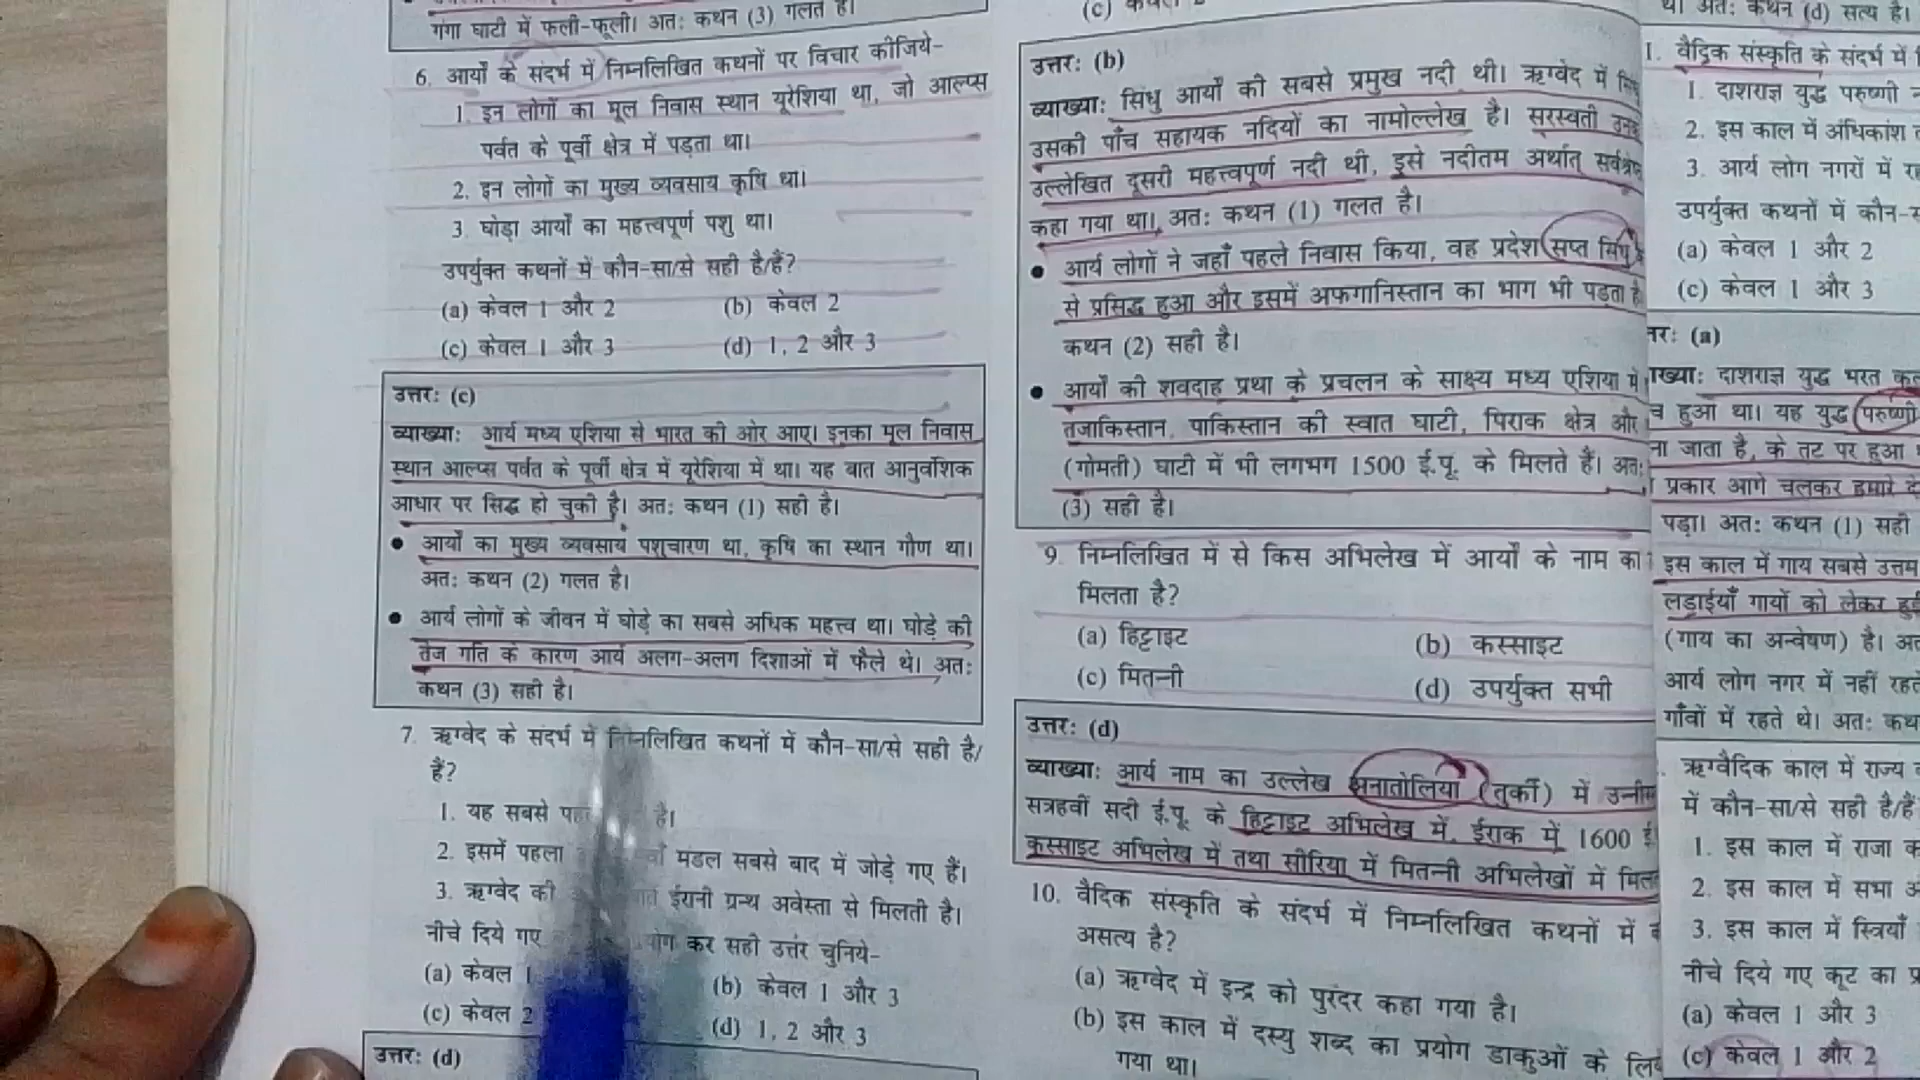 गंगा घाटी में फली-फूली। अतः कथन (3) गलत है।
6. आर्यों के संदर्भ में निम्नलिखित कथनों पर विचार कीजिये-
1. इन लोगों का मूल निवास स्थान यूरेशिया था, जो आल्प्स
पर्वत के पूर्वी क्षेत्र में पड़ता था।
2. इन लोगों का मुख्य व्यवसाय कृषि था।
3. घोड़ा आर्यों का महत्त्वपूर्ण पशु था।
उपर्युक्त कथनों में कौन-सा/से सही है/हैं?
(a) केवल 1 और 2 (b) केवल 2
(c) केवल 1 और 3 (d) 1, 2 और 3
उत्तरः (c)
व्याख्याः आर्य मध्य एशिया से भारत की ओर आए। इनका मूल निवास
स्थान आल्प्स पर्वत के पूर्वी क्षेत्र में यूरेशिया में था। यह बात आनुवंशिक
आधार पर सिद्ध हो चुकी है। अतः कथन (1) सही है।
• आर्यों का मुख्य व्यवसाय पशुचारण था, कृषि का स्थान गौण था।
अतः कथन (2) गलत है।
• आर्य लोगों के जीवन में घोड़े का सबसे अधिक महत्त्व था। घोड़े की
तेज गति के कारण आर्य अलग-अलग दिशाओं में फैले थे। अतः
कथन (3) सही है।
7. ऋग्वेद के संदर्भ में निम्नलिखित कथनों में कौन-सा/से सही है/
हैं?
1. यह सबसे है।
2. इसमें पहला मंडल सबसे बाद में जोड़े गए हैं।
3. ऋग्वेद की ईरानी ग्रन्थ अवेस्ता से मिलती है।
नीचे दिये गए कर सही उत्तर चुनिये-
(a) केवल 1 (b) केवल 1 और 3
(c) केवल 2 (d) 1, 2 और 3
उत्तरः (d)
(c)
उत्तरः (b)
व्याख्याः सिंधु आर्यों की सबसे प्रमुख नदी थी। ऋग्वेद में
उसकी पाँच सहायक नदियों का नामोल्लेख है। सरस्वती
उल्लेखित दूसरी महत्त्वपूर्ण नदी थी, इसे नदीतम अर्थात्
कहा गया था। अतः कथन (1) गलत है।
• आर्य लोगों ने जहाँ पहले निवास किया, वह प्रदेश सप्त सिंधु
से प्रसिद्ध हुआ और इसमें अफगानिस्तान का भाग भी पड़ता है
कथन (2) सही है।
• आर्यों की शवदाह प्रथा के प्रचलन के साक्ष्य मध्य एशिया में
तजाकिस्तान, पाकिस्तान की स्वात घाटी, पिराक क्षेत्र और
(गोमती) घाटी में भी लगभग 1500 ई.पू. के मिलते हैं। अतः
(3) सही है।
9. निम्नलिखित में से किस अभिलेख में आर्यों के नाम का
मिलता है?
(a) हिट्टाइट (b) कस्साइट
(c) मितन्नी (d) उपर्युक्त सभी
उत्तरः (d)
व्याख्याः आर्य नाम का उल्लेख अनातोलिया (तुर्की) में
सत्रहवीं सदी ई.पू. के हिट्टाइट अभिलेख में, ईराक में 1600
कस्साइट अभिलेख में तथा सीरिया में मितन्नी अभिलेखों में
10. वैदिक संस्कृति के संदर्भ में निम्नलिखित कथनों में
असत्य है?
(a) ऋग्वेद में इन्द्र को पुरंदर कहा गया है।
(b) इस काल में दस्यु शब्द का प्रयोग डाकुओं के
गया था।
था। अतः कथन (d) सत्य है।
वैदिक संस्कृति के संदर्भ में
1. दाशराज्ञ युद्ध परुष्णी
2. इस काल में अधिकांश
3. आर्य लोग नगरों में
उपर्युक्त कथनों में
(a) केवल 1 और 2
(c) केवल 1 और 3
(a)
दाशराज्ञ युद्ध भरत
हुआ था। यह युद्ध (परुष्णी
जाता है, के तट पर हुआ
प्रकार आगे चलकर हमारे
पड़ा। अतः कथन (1) सही
इस काल में गाय सबसे उत्तम
लड़ाईयाँ गायों को लेकर
(गाय का अन्वेषण) है।
आर्य लोग नगर में नहीं
गाँवों में रहते थे। अतः
ऋग्वैदिक काल में राज्य
में कौन-सा/से सही है/हैं
1. इस काल में राजा
2. इस काल में सभा
3. इस काल में स्त्रियाँ
नीचे दिये गए कूट का
(a) केवल 1 और 3
(c) केवल 1 और 2